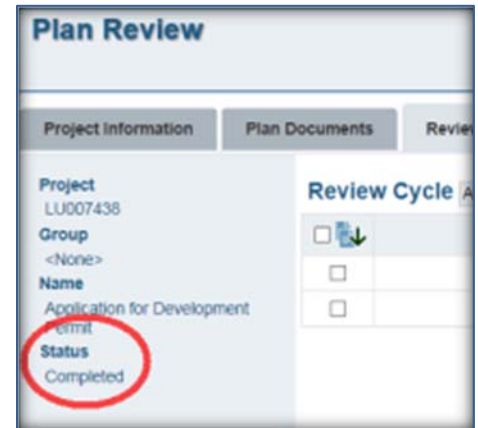 Plan Review
Project Information
Plan Documents
Review
Project
LU007438
Group
<None>
Name
Application for Development
Permit
Status
Completed
Review Cycle A